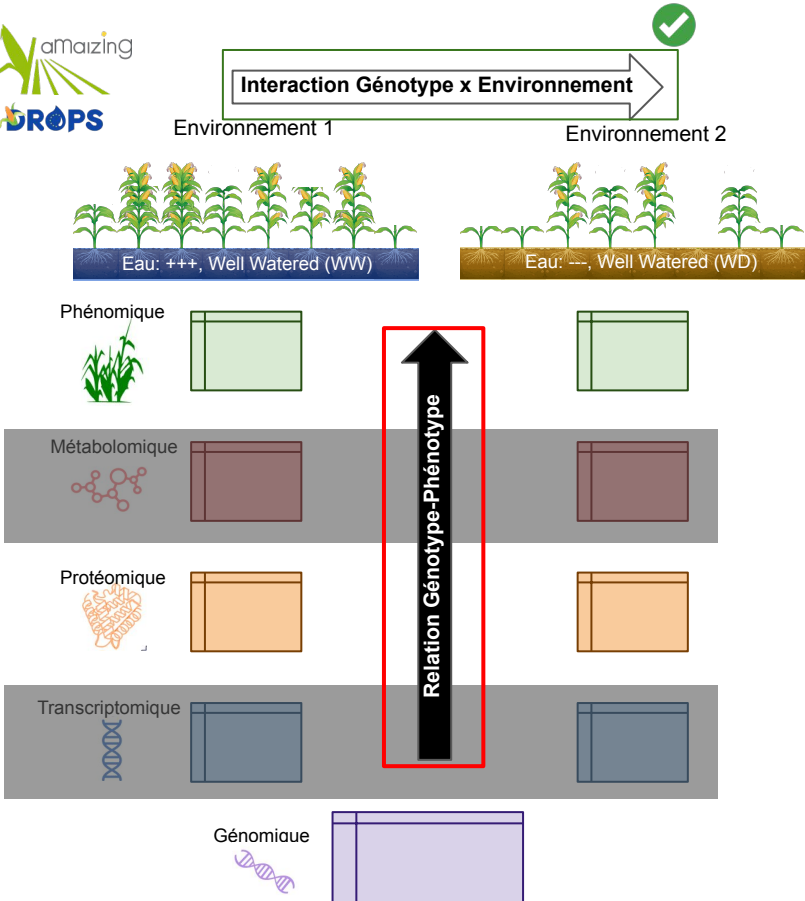 amaizing
DROPS
Interaction Génotype x Environnement
Environnement 1
Environnement 2
Eau: +++, Well Watered (WW)
Eau: ---, Well Watered (WD)
Phénomique
Métabolomique
Protéomique
Transcriptomique
Génomique
Relation Génotype-Phénotype